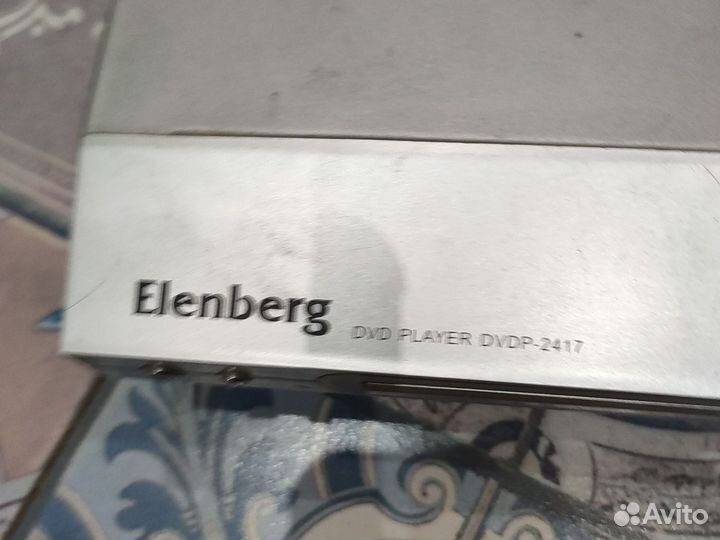 Elenberg
DVD PLAYER DVDP-2417
Avito